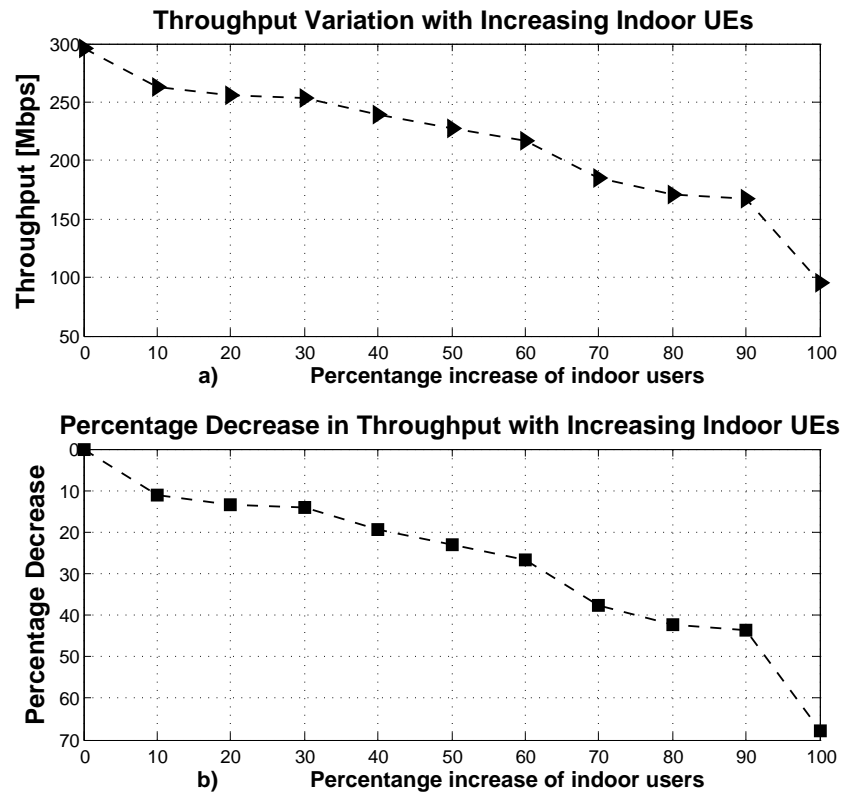 Throughput Variation with Increasing Indoor UEs
300
250
200
150
100
50
Throughput [Mbps]
0 10 20 30 40 50 60 70 80 90 100
a) Percentange increase of indoor users
Percentage Decrease in Throughput with Increasing Indoor UEs
0
10
20
30
40
50
60
70
Percentage Decrease
0 10 20 30 40 50 60 70 80 90 100
b) Percentange increase of indoor users